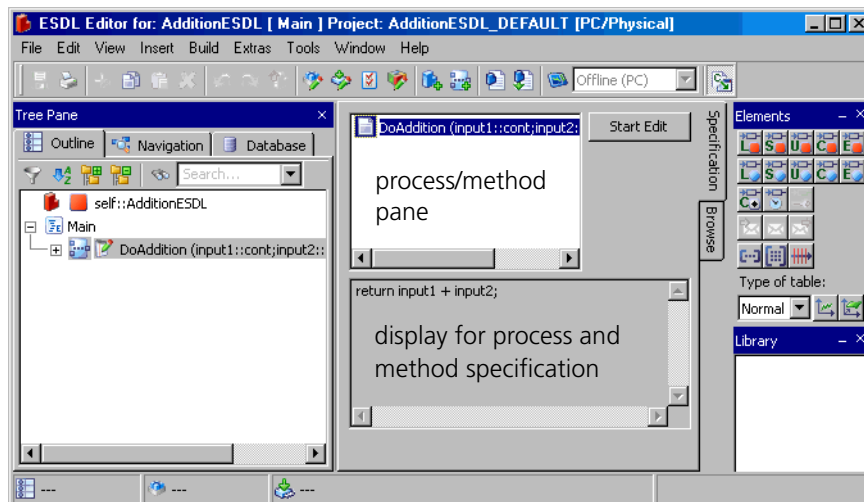 ESDL Editor for: AdditionESDL [ Main ] Project: AdditionESDL_DEFAULT [PC/Physical]
File Edit View Insert Build Extras Tools Window Help
Offline (PC)
Tree Pane
Outline Navigation Database
Search...
self::AdditionESDL
Main
DoAddition (input1::cont;input2::
DoAddition (input1::cont;input2:
Start Edit
process/method
pane
return input1 + input2;
display for process and
method specification
Specification
Browse
Elements
L S U C E
L S U C E
C
Type of table:
Normal
Library
--- --- ---